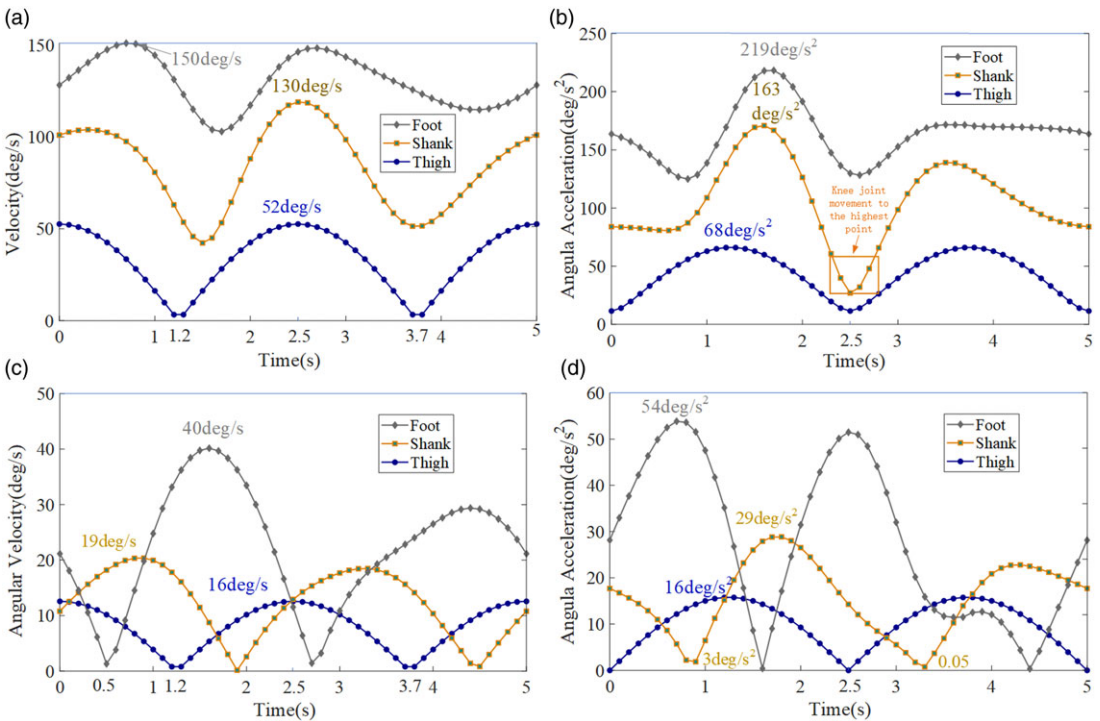 (a)
150
100
50
0
Velocity(deg/s)
150deg/s
130deg/s
52deg/s
Foot
Shank
Thigh
0
1
1.2
2
2.5
3
3.7
4
5
Time(s)
(b)
250
200
150
100
50
0
Angula Acceleration(deg/s²)
219deg/s²
163
deg/s²
68deg/s²
Knee joint
movement to
the highest
point
Foot
Shank
Thigh
0
1
2
2.5
3
4
5
Time(s)
(c)
50
40
30
20
10
0
Angular Velocity(deg/s)
40deg/s
19deg/s
16deg/s
Foot
Shank
Thigh
0
0.5
1
1.2
2
2.5
3
3.7
4
5
Time(s)
(d)
60
50
40
30
20
10
0
Angula Acceleration(deg/s²)
54deg/s²
29deg/s²
16deg/s²
3deg/s²
0.05
Foot
Shank
Thigh
0
1
2
2.5
3
4
5
Time(s)